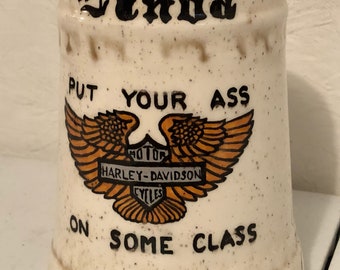 PUT YOUR ASS
MOTOR
HARLEY-DAVIDSON
CYCLES
ON SOME CLASS